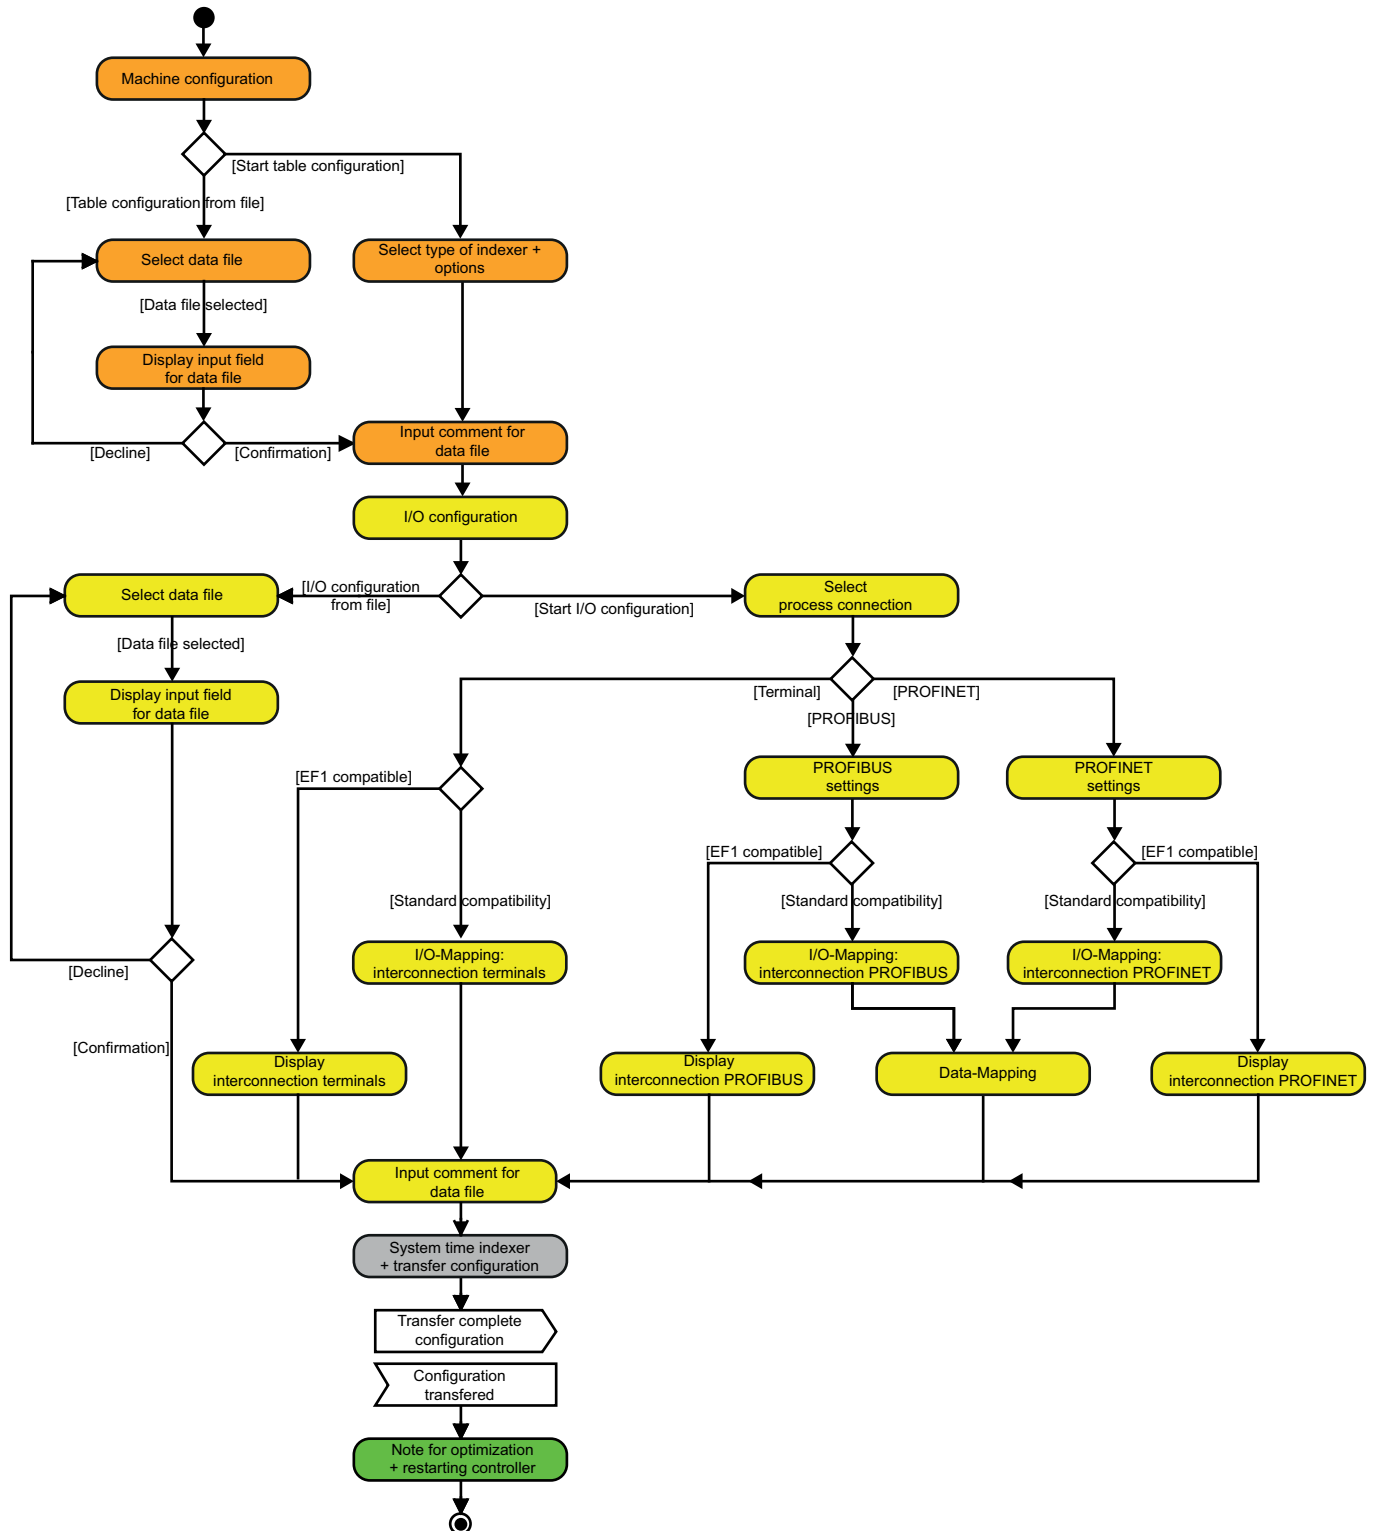 Machine configuration
[Start table configuration]
[Table configuration from file]
Select data file
Select type of indexer +
options
[Data file selected]
Display input field
for data file
[Decline]
[Confirmation]
Input comment for
data file
I/O configuration
Select data file
[I/O configuration
from file]
[Start I/O configuration]
Select
process connection
[Data file selected]
Display input field
for data file
[Terminal]
[PROFIBUS]
[PROFINET]
[EF1 compatible]
PROFIBUS
settings
PROFINET
settings
[EF1 compatible]
[EF1 compatible]
[Standard compatibility]
[Standard compatibility]
[Standard compatibility]
I/O-Mapping:
interconnection terminals
I/O-Mapping:
interconnection PROFIBUS
I/O-Mapping:
interconnection PROFINET
[Decline]
[Confirmation]
Display
interconnection terminals
Display
interconnection PROFIBUS
Data-Mapping
Display
interconnection PROFINET
Input comment for
data file
System time indexer
+ transfer configuration
Transfer complete
configuration
Configuration
transfered
Note for optimization
+ restarting controller